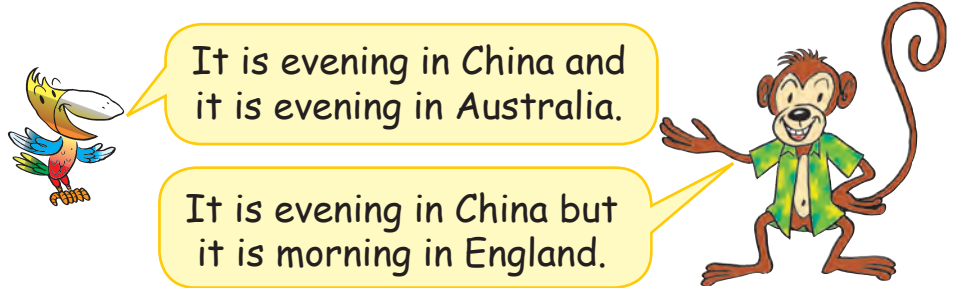 It is evening in China and
it is evening in Australia.
It is evening in China but
it is morning in England.